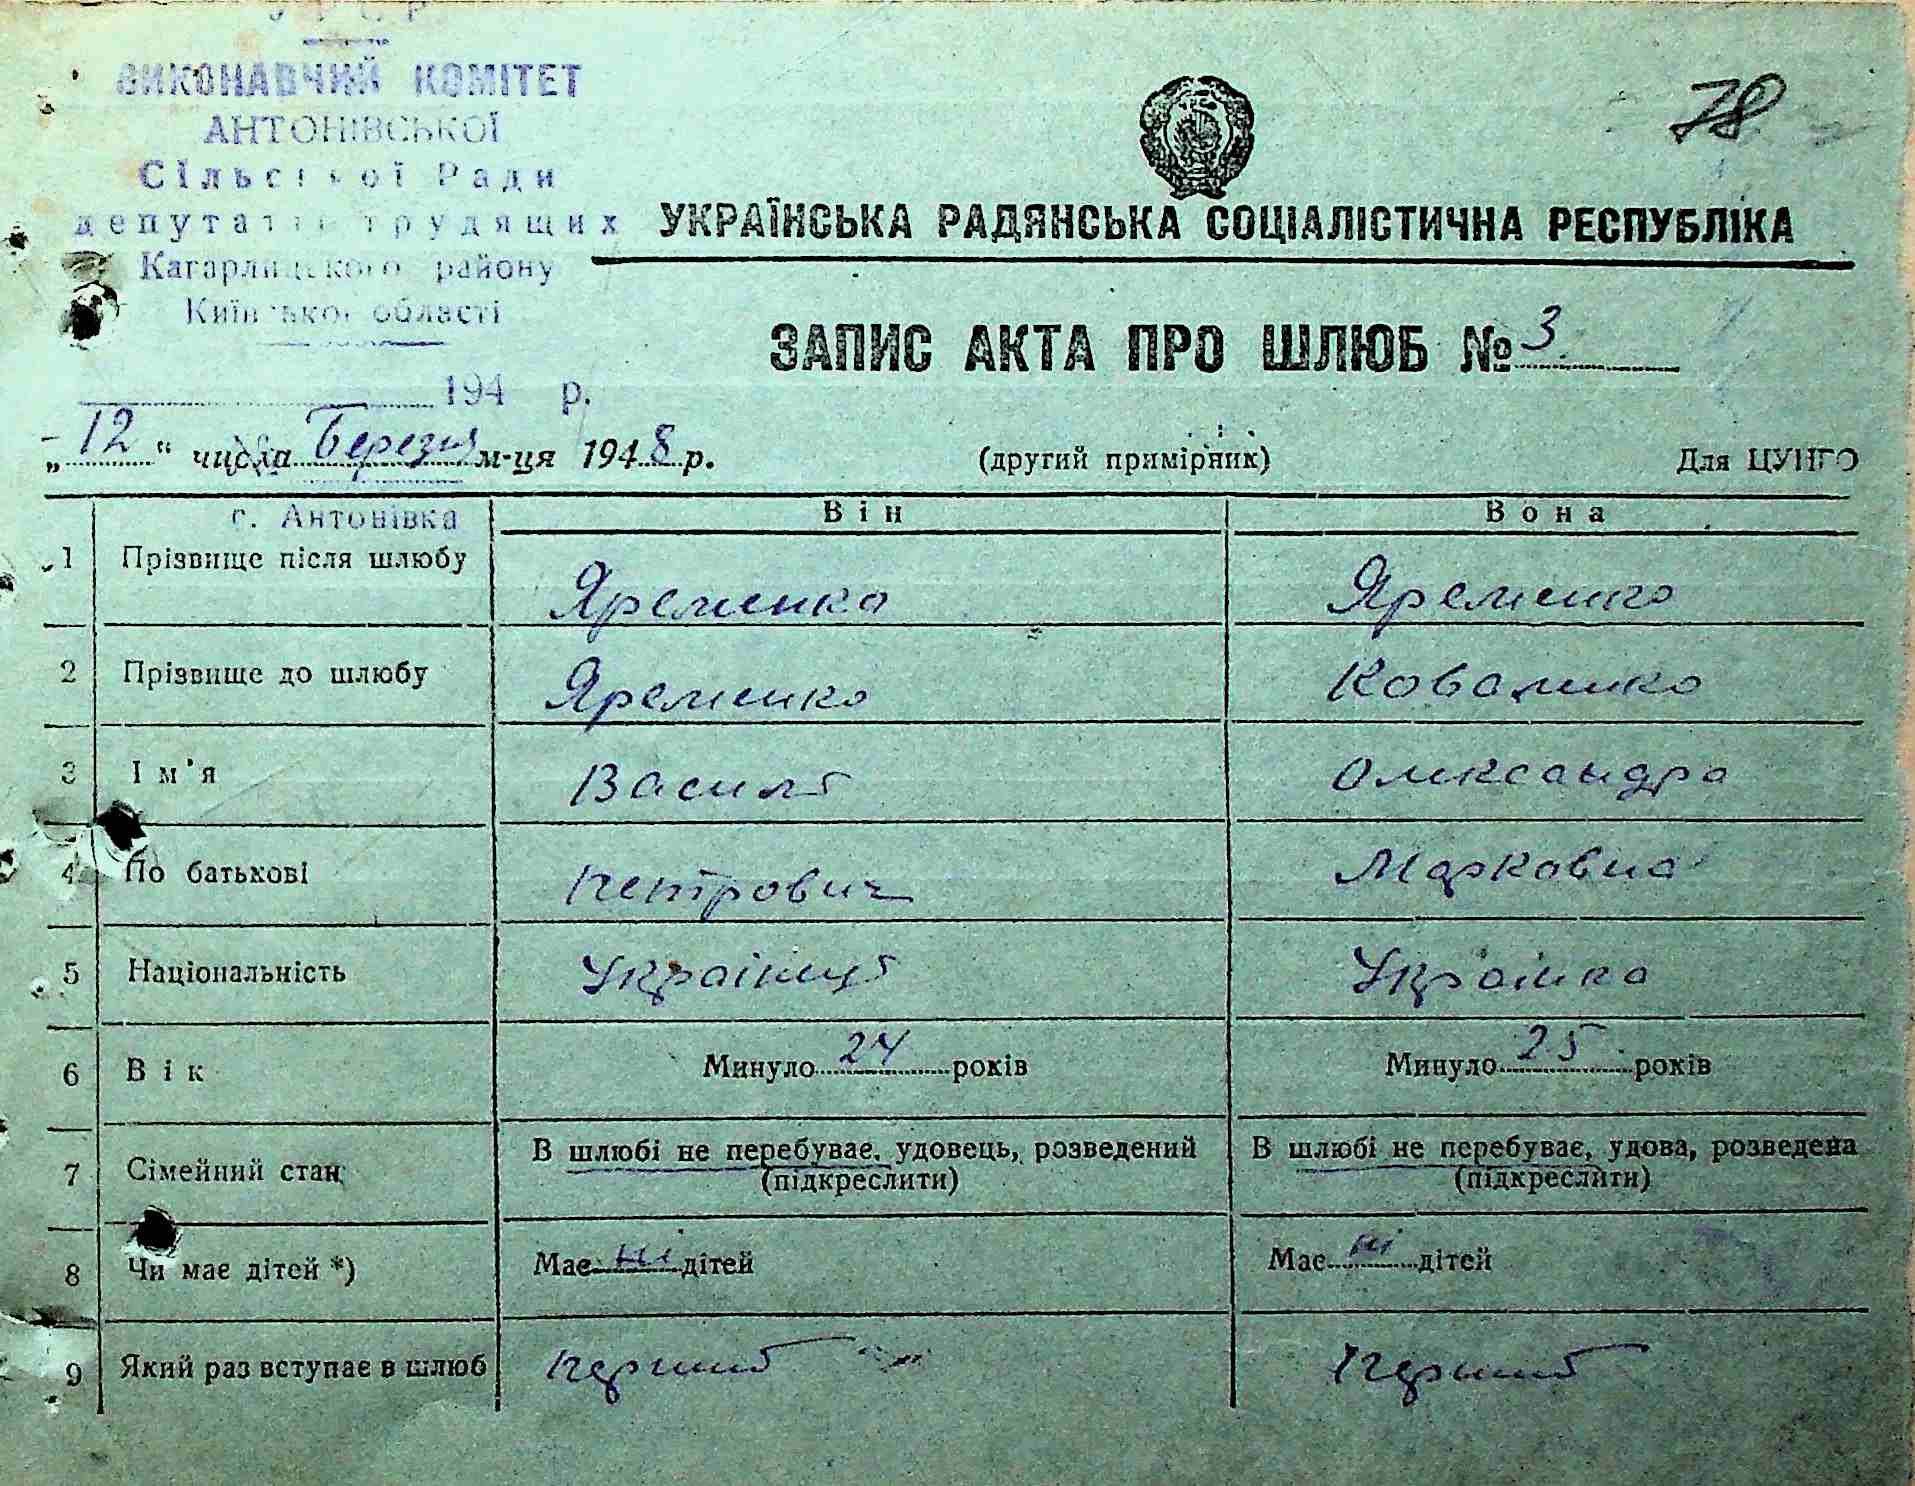 УРСР
ВИКОНАВЧИЙ КОМІТЕТ
АНТОНІВСЬКОЇ
Сільської Ради
депутатів трудящих
Кагарлицького району
Київської області
194 р.
с. Антонівка
78
УКРАЇНСЬКА РАДЯНСЬКА СОЦІАЛІСТИЧНА РЕСПУБЛІКА
ЗАПИС АКТА ПРО ШЛЮБ № 3
„12“ числа Березня м-ця 1948 р. (другий примірник) Для ЦУНГО
Він Вона
1 Прізвище після шлюбу Яременко Яременко
2 Прізвище до шлюбу Яременко Коваленко
3 Ім'я Василь Олександра
4 По батькові Петрович Марковна
5 Національність Українець Українка
6 Вік Минуло 24 років Минуло 25 років
7 Сімейний стан В шлюбі не перебуває, удовець, розведений (підкреслити) В шлюбі не перебуває, удова, розведена (підкреслити)
8 Чи має дітей *) Має ні дітей Має ні дітей
9 Який раз вступає в шлюб перший перший